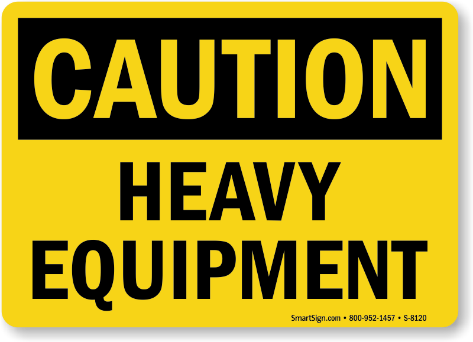 CAUTION
HEAVY
EQUIPMENT
SmartSign.com • 800-952-1457 • S-8120